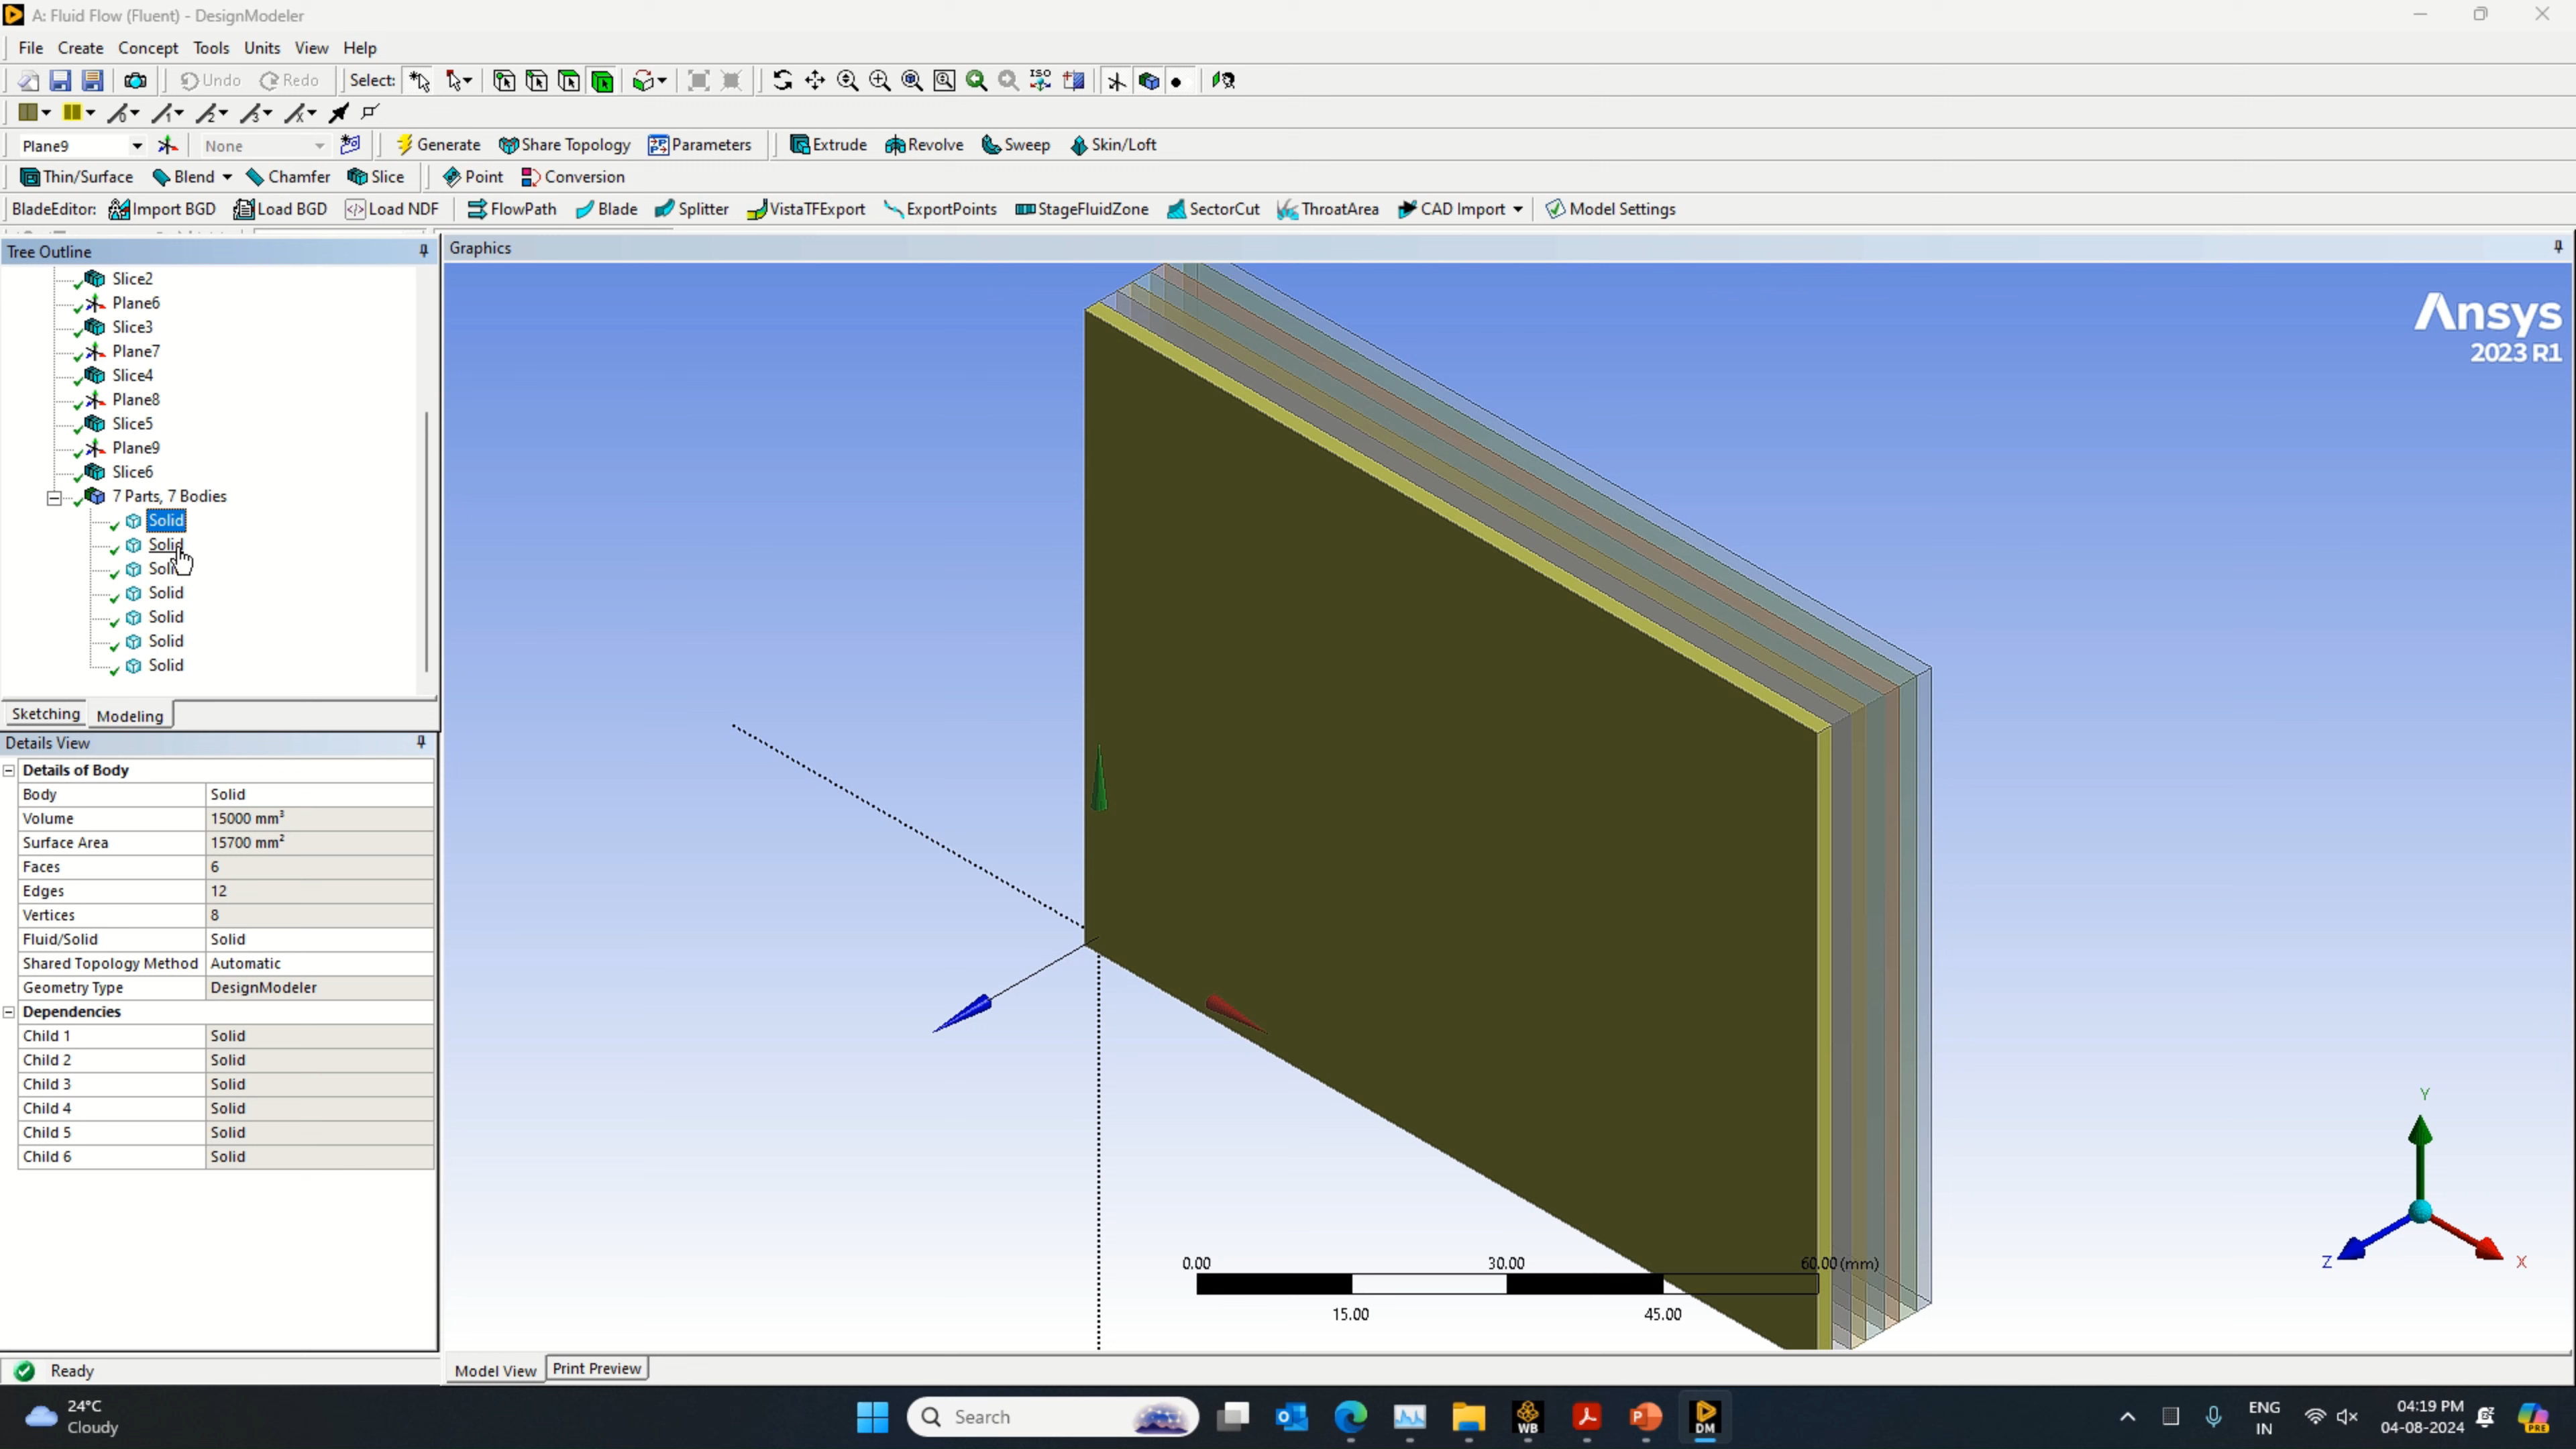 A: Fluid Flow (Fluent) - DesignModeler
File Create Concept Tools Units View Help
Undo Redo Select:
Plane9 None Generate Share Topology Parameters Extrude Revolve Sweep Skin/Loft
Thin/Surface Blend Chamfer Slice Point Conversion
BladeEditor: Import BGD Load BGD Load NDF FlowPath Blade Splitter VistaTFExport ExportPoints StageFluidZone SectorCut ThroatArea CAD Import Model Settings
Tree Outline
Graphics
Slice2
Plane6
Slice3
Plane7
Slice4
Plane8
Slice5
Plane9
Slice6
7 Parts, 7 Bodies
Solid
Solid
Solid
Solid
Solid
Solid
Solid
Sketching Modeling
Details View
Details of Body
Body Solid
Volume 15000 mm³
Surface Area 15700 mm²
Faces 6
Edges 12
Vertices 8
Fluid/Solid Solid
Shared Topology Method Automatic
Geometry Type DesignModeler
Dependencies
Child 1 Solid
Child 2 Solid
Child 3 Solid
Child 4 Solid
Child 5 Solid
Child 6 Solid
Ansys
2023 R1
Y
Z
X
0.00 30.00 60.00 (mm)
15.00 45.00
Ready
Model View Print Preview
24°C
Cloudy
Search
WB
DM
ENG
IN
04:19 PM
04-08-2024
PRE